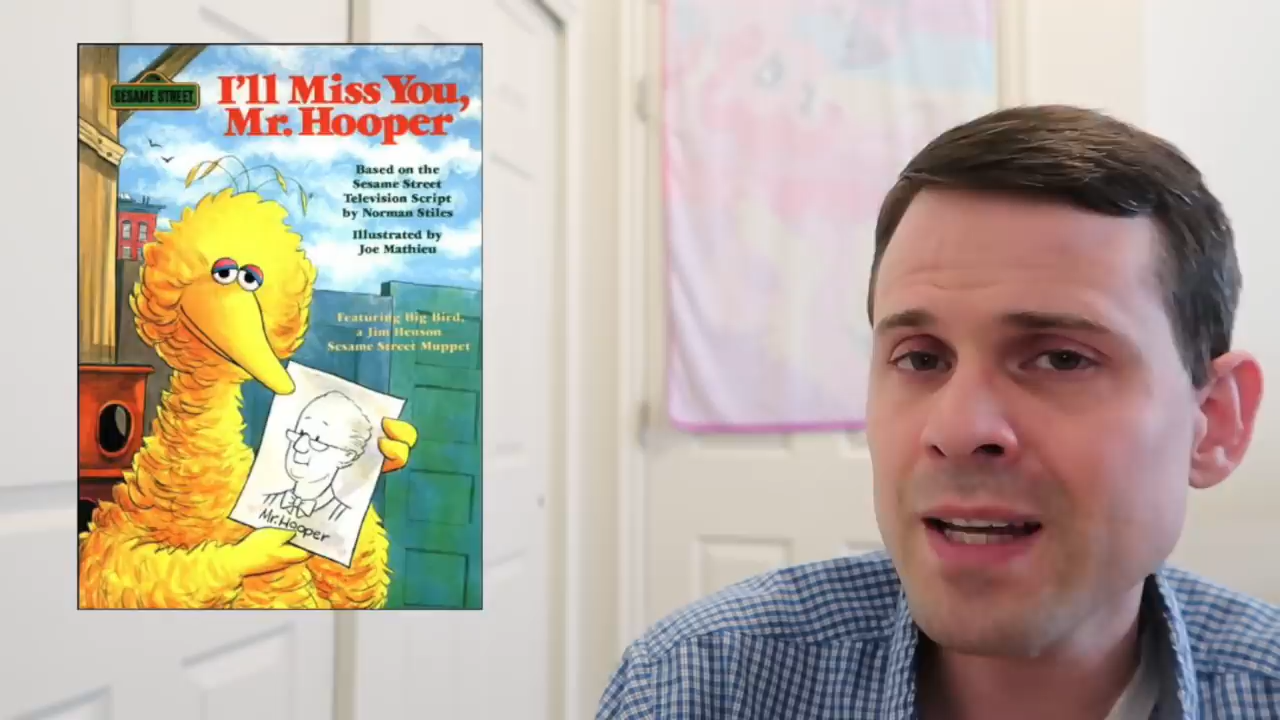 SESAME STREET
I'll Miss You,
Mr. Hooper
Based on the
Sesame Street
Television Script
by Norman Stiles
Illustrated by
Joe Mathieu
Featuring Big Bird,
a Jim Henson
Sesame Street Muppet
Mr. Hooper